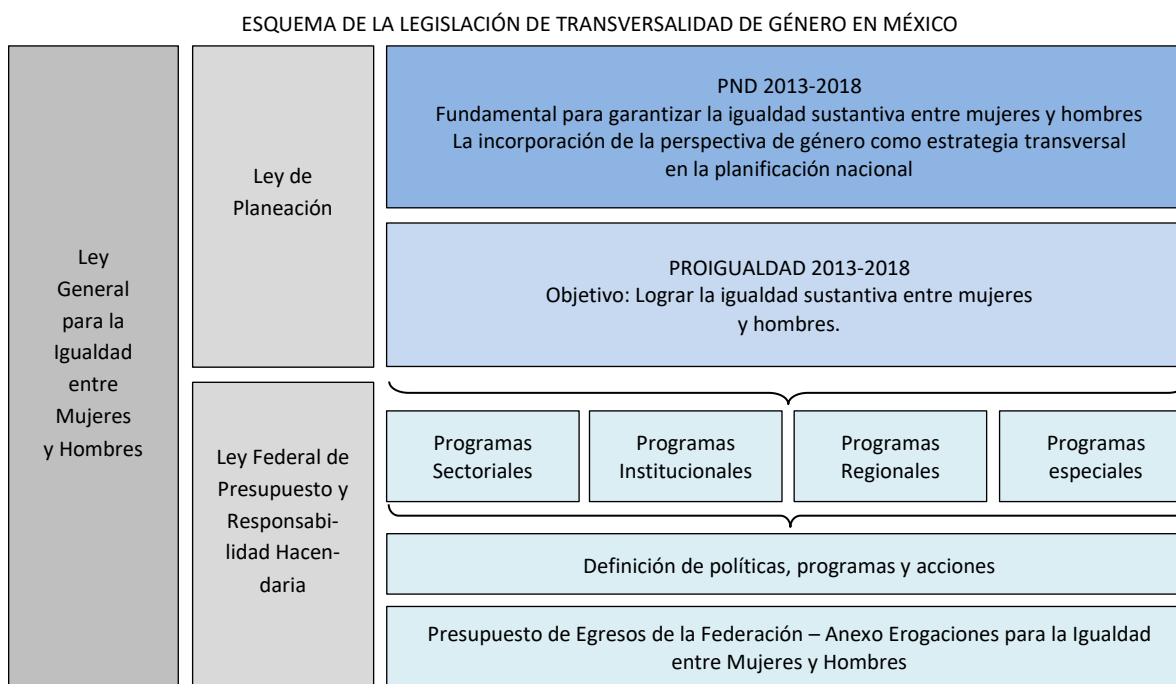 ESQUEMA DE LA LEGISLACIÓN DE TRANSVERSALIDAD DE GÉNERO EN MÉXICO
Ley
General
para la
Igualdad
entre
Mujeres
y Hombres
Ley de
Planeación
PND 2013-2018
Fundamental para garantizar la igualdad sustantiva entre mujeres y hombres
La incorporación de la perspectiva de género como estrategia transversal
en la planificación nacional
PROIGUALDAD 2013-2018
Objetivo: Lograr la igualdad sustantiva entre mujeres
y hombres.
Ley Federal de
Presupuesto y
Responsabi-
lidad Hacen-
daria
Programas
Sectoriales
Programas
Institucionales
Programas
Regionales
Programas
especiales
Definición de políticas, programas y acciones
Presupuesto de Egresos de la Federación – Anexo Erogaciones para la Igualdad
entre Mujeres y Hombres